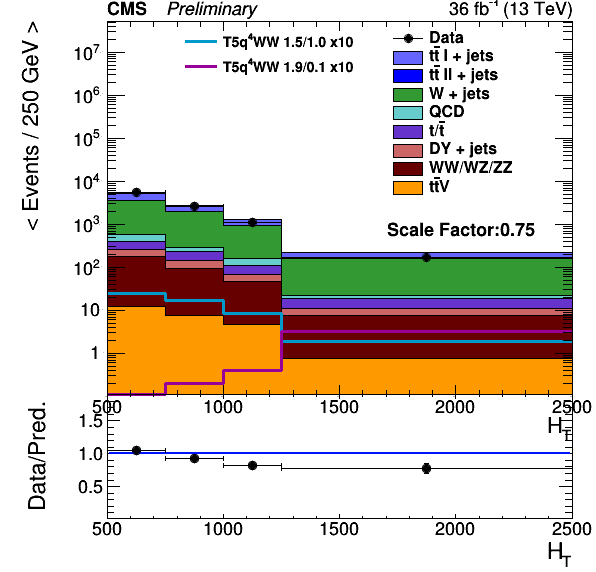 CMS Preliminary 36 fb⁻¹ (13 TeV)
< Events / 250 GeV >
T5q⁴WW 1.5/1.0 x10
T5q⁴WW 1.9/0.1 x10
Data
tt̄ l + jets
tt̄ ll + jets
W + jets
QCD
t/t̄
DY + jets
WW/WZ/ZZ
tt̄V
Scale Factor:0.75
10⁷
10⁶
10⁵
10⁴
10³
10²
10
1
500 1000 1500 2000 2500
H_T
Data/Pred.
1.5
1.0
0.5
500 1000 1500 2000 2500
H_T